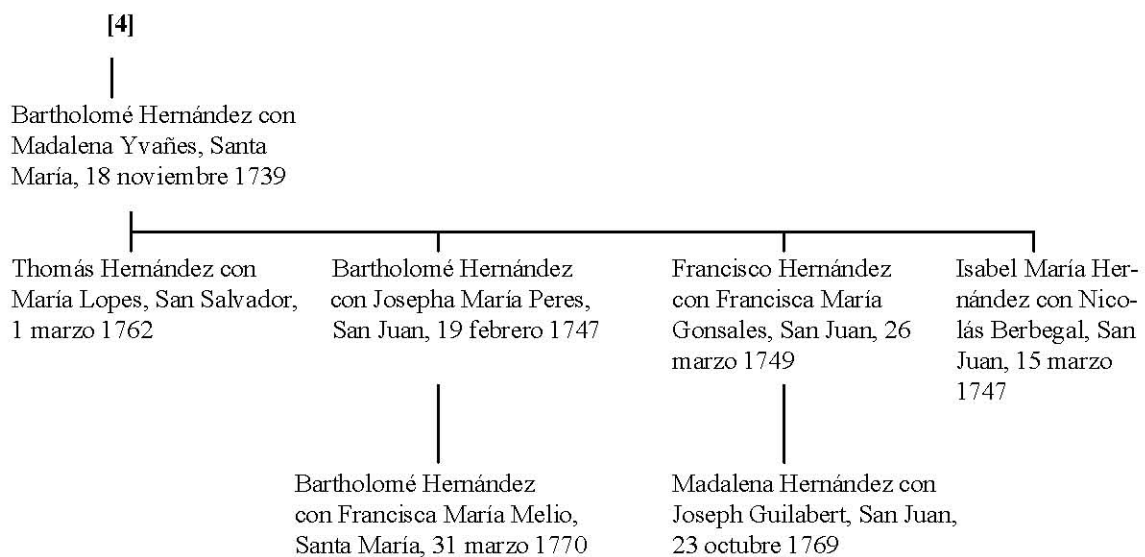 [4]
Bartholomé Hernández con
Madalena Yvañes, Santa
María, 18 noviembre 1739
Thomás Hernández con
María Lopes, San Salvador,
1 marzo 1762
Bartholomé Hernández
con Josepha María Peres,
San Juan, 19 febrero 1747
Francisco Hernández
con Francisca María
Gonsales, San Juan, 26
marzo 1749
Isabel María Her-
nández con Nico-
lás Berbegal, San
Juan, 15 marzo
1747
Bartholomé Hernández
con Francisca María Melio,
Santa María, 31 marzo 1770
Madalena Hernández con
Joseph Guilabert, San Juan,
23 octubre 1769